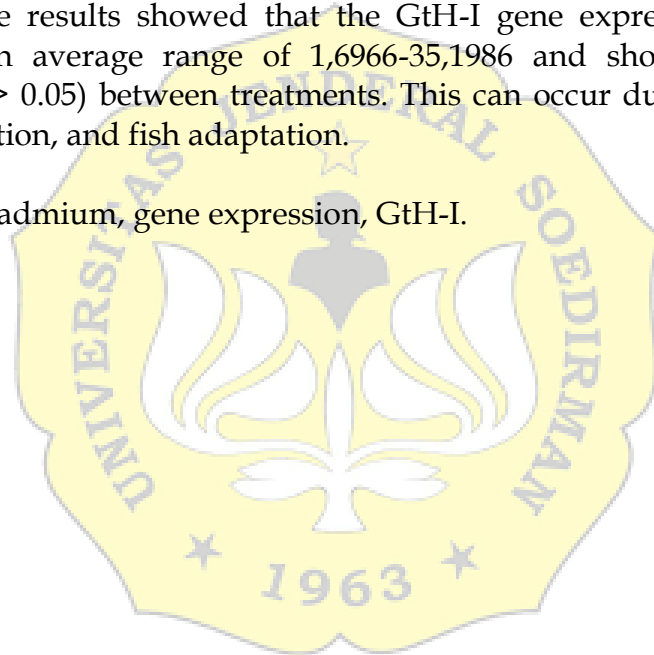 e results showed that the GtH-I gene expre
n average range of 1,6966-35,1986 and sho
> 0.05) between treatments. This can occur du
tion, and fish adaptation.
admium, gene expression, GtH-I.
UNIVERSITAS JENDERAL SOEDIRMAN
1963